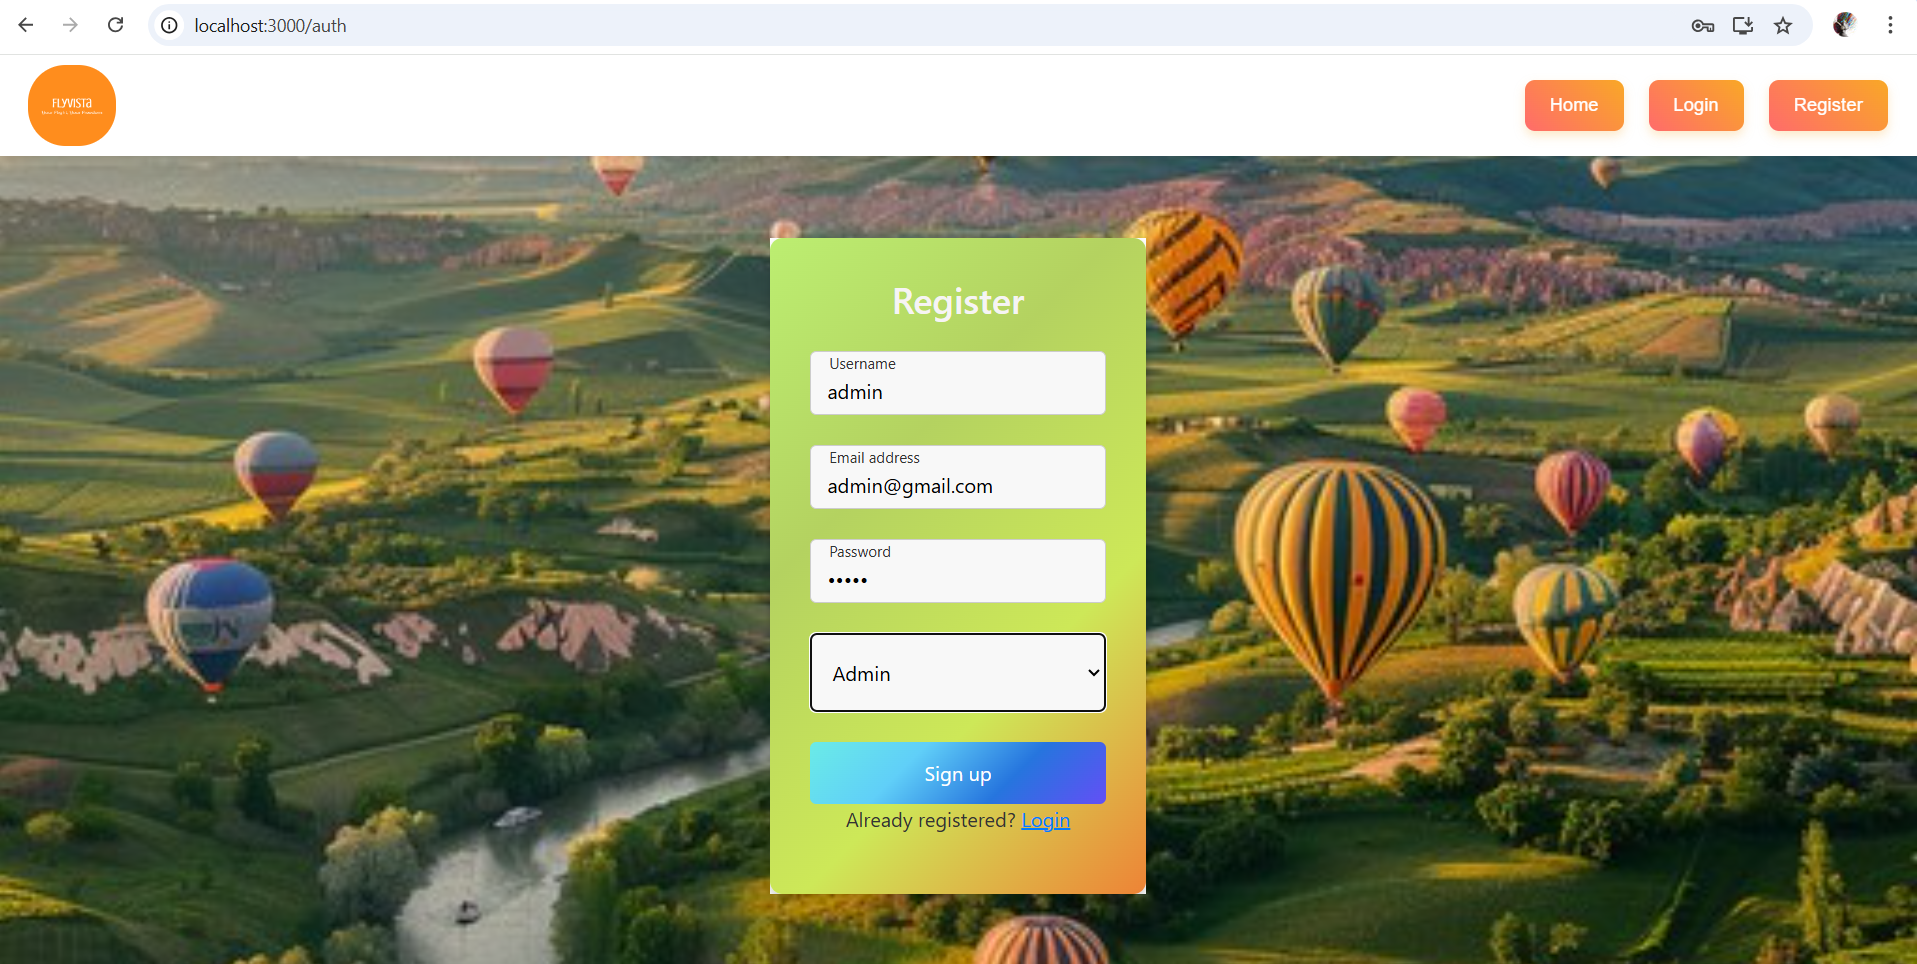 localhost:3000/auth
FLYVISTA
Home
Login
Register
Register
Username
admin
Email address
admin@gmail.com
Password
•••••
Admin
Sign up
Already registered? Login